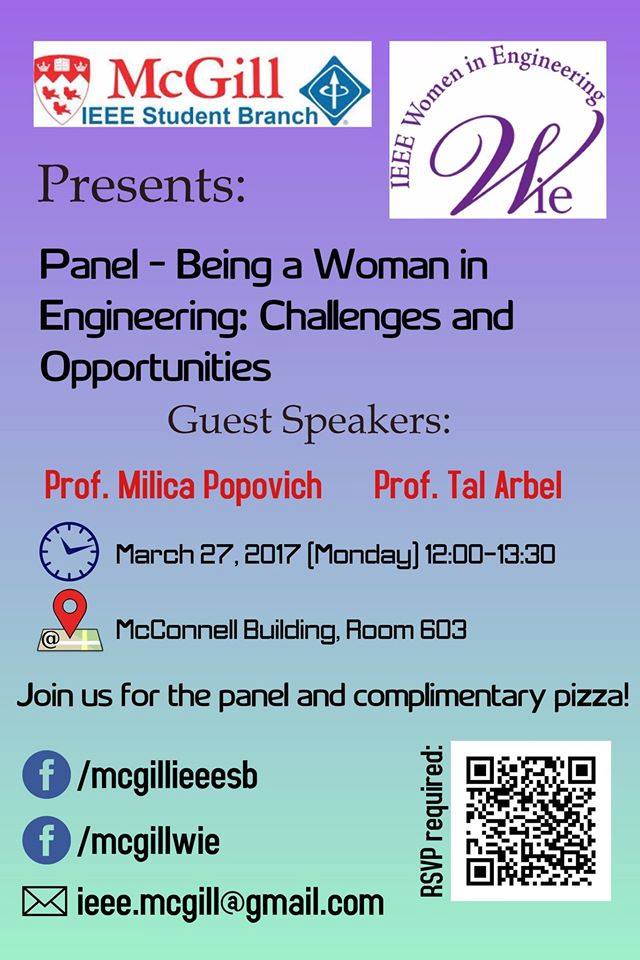 McGill
IEEE Student Branch
IEEE Women in Engineering
Wie
Presents:
Panel - Being a Woman in
Engineering: Challenges and
Opportunities
Guest Speakers:
Prof. Milica Popovich Prof. Tal Arbel
March 27, 2017 (Monday) 12:00-13:30
@
McConnell Building, Room 603
Join us for the panel and complimentary pizza!
f /mcgillieeesb
f /mcgillwie
ieee.mcgill@gmail.com
RSVP required: